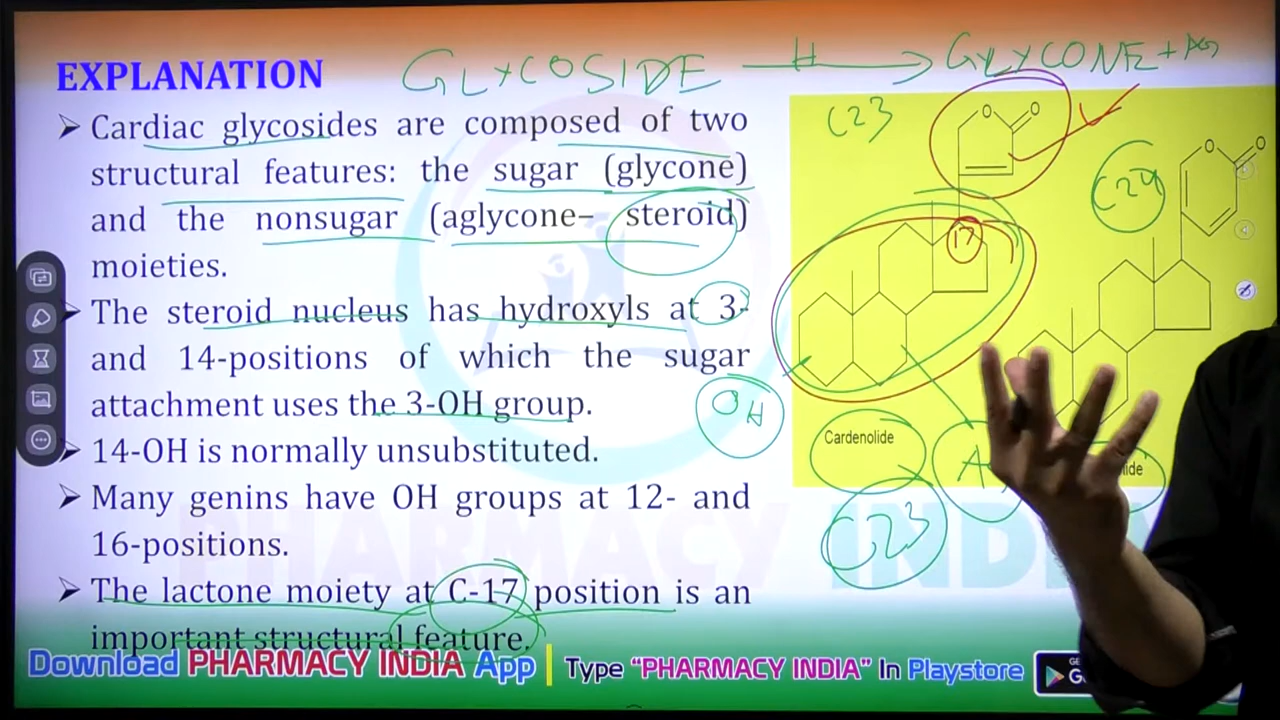 EXPLANATION
GLYCOSIDE H GLYCONE + AG
➤ Cardiac glycosides are composed of two
structural features: the sugar (glycone)
and the nonsugar (aglycone– steroid)
moieties.
➤ The steroid nucleus has hydroxyls at 3-
and 14-positions of which the sugar
attachment uses the 3-OH group.
➤ 14-OH is normally unsubstituted.
➤ Many genins have OH groups at 12- and
16-positions.
➤ The lactone moiety at C-17 position is an
important structural feature.
C23
O O
C24
O O
17
OH
Cardenolide
C23
PHARMACY INDIA
Download PHARMACY INDIA App | Type "PHARMACY INDIA" In Playstore